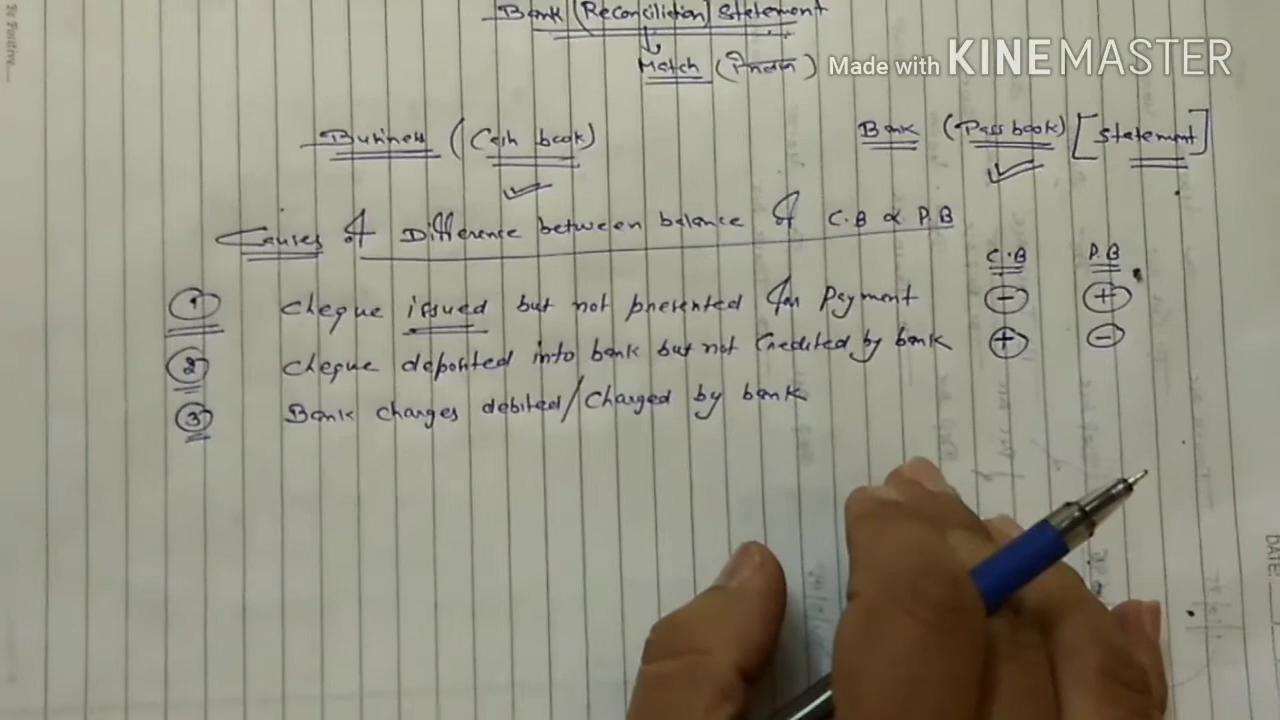 Bank (Reconciliation) Statement
Match (मिलान)
Made with KINEMASTER
Business (Cash book) Bank (Pass book) [Statement]
Causes of Difference between balance of C.B & P.B
C.B P.B
1 Cheque issued but not presented for payment - +
2 Cheque deposited into bank but not credited by bank + -
3 Bank charges debited/charged by bank
DATE: